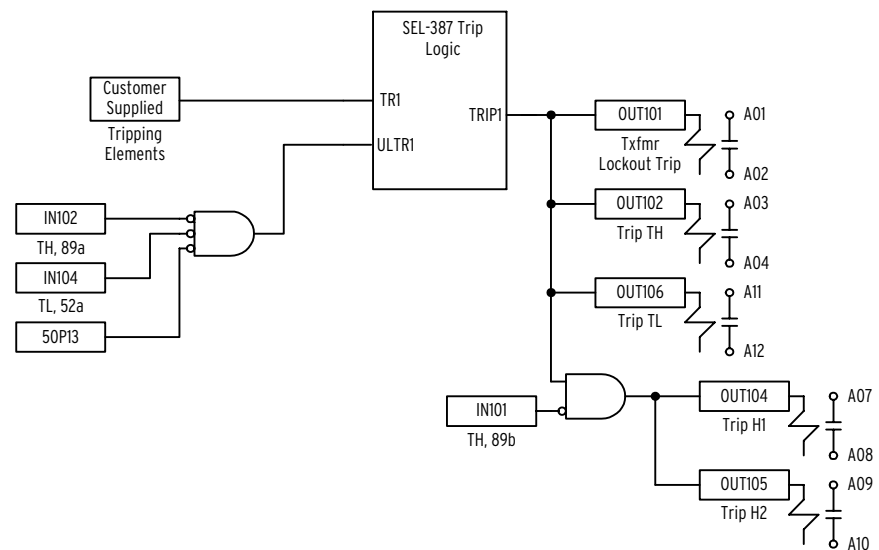 SEL-387 Trip
Logic
Customer
Supplied
Tripping
Elements
TR1
TRIP1
ULTR1
OUT101
Txfmr
Lockout Trip
A01
A02
IN102
TH, 89a
OUT102
Trip TH
A03
A04
IN104
TL, 52a
OUT106
Trip TL
A11
A12
50P13
IN101
TH, 89b
OUT104
Trip H1
A07
A08
OUT105
Trip H2
A09
A10